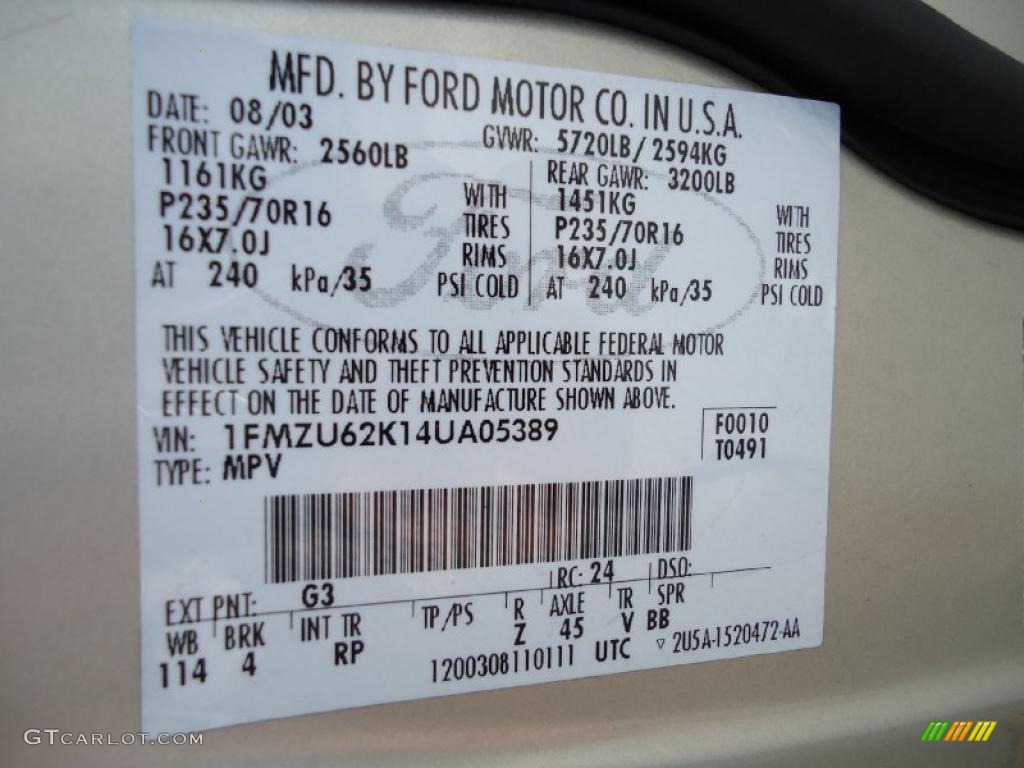 MFD. BY FORD MOTOR CO. IN U.S.A.
DATE: 08/03 GVWR: 5720LB/ 2594KG
FRONT GAWR: 2560LB REAR GAWR: 3200LB
1161KG WITH 1451KG WITH
P235/70R16 TIRES P235/70R16 TIRES
16X7.0J RIMS 16X7.0J RIMS
AT 240 kPa/35 PSI COLD AT 240 kPa/35 PSI COLD
Ford
THIS VEHICLE CONFORMS TO ALL APPLICABLE FEDERAL MOTOR
VEHICLE SAFETY AND THEFT PREVENTION STANDARDS IN
EFFECT ON THE DATE OF MANUFACTURE SHOWN ABOVE.
VIN: 1FMZU62K14UA05389 F0010
TYPE: MPV T0491
EXT PNT: G3 RC: 24 DSO:
WB BRK INT TR TP/PS R AXLE TR SPR
114 4 RP Z 45 V BB
1200308110111 UTC ▽ 2U5A-1520472-AA
GTCARLOT.COM